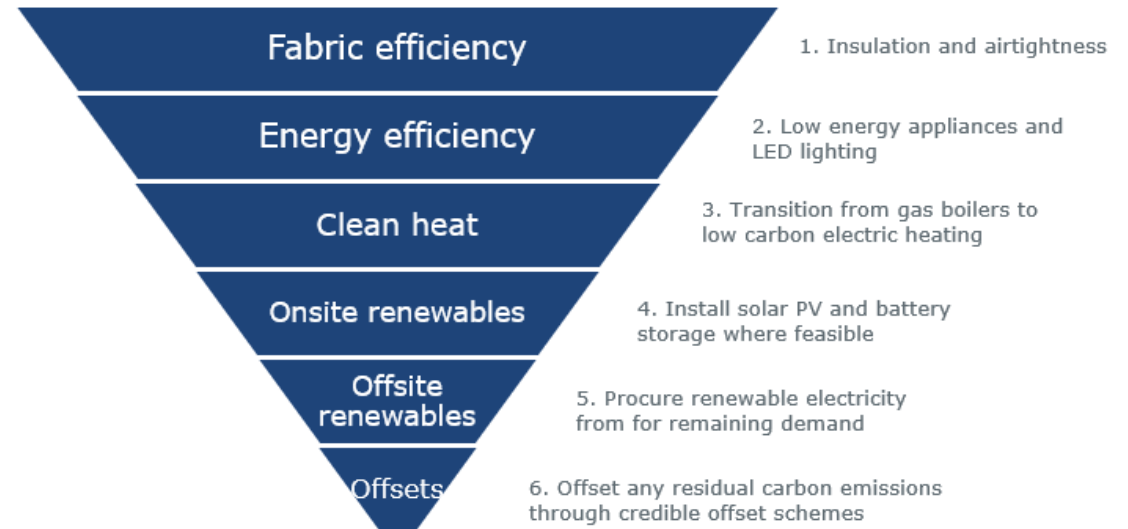 Fabric efficiency
1. Insulation and airtightness
Energy efficiency
2. Low energy appliances and
LED lighting
Clean heat
3. Transition from gas boilers to
low carbon electric heating
Onsite renewables
4. Install solar PV and battery
storage where feasible
Offsite
renewables
5. Procure renewable electricity
from for remaining demand
Offsets
6. Offset any residual carbon emissions
through credible offset schemes